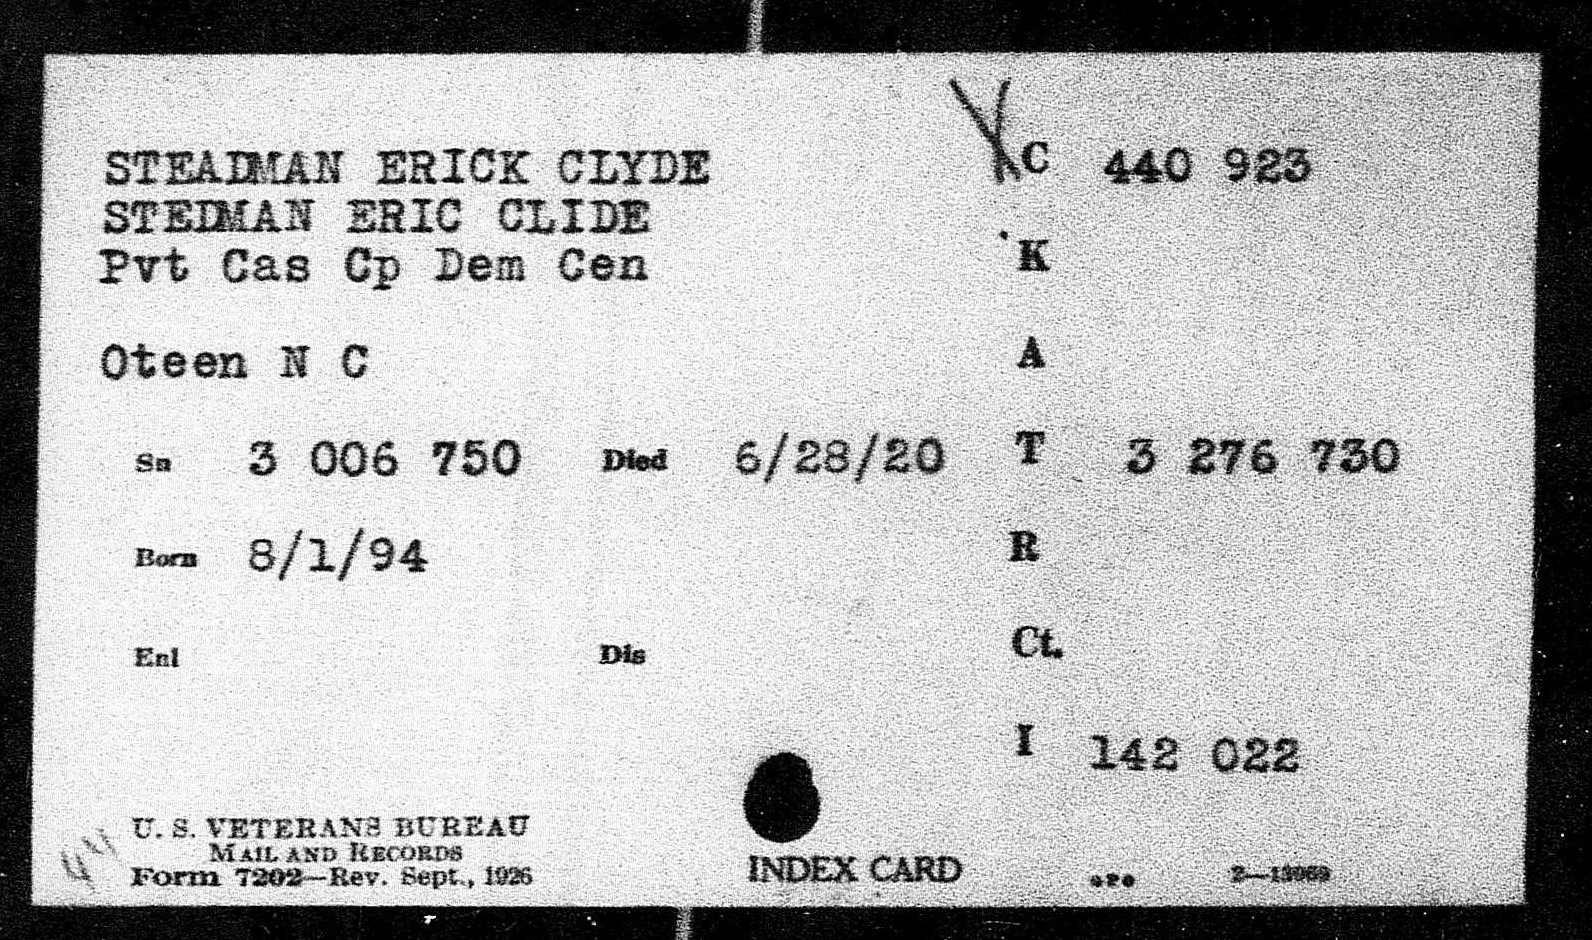 STEADMAN ERICK CLYDE C 440 923
STEDMAN ERIC CLIDE
Pvt Cas Cp Dem Cen K
Oteen N C A
Sn 3 006 750 Died 6/28/20 T 3 276 730
Born 8/1/94 R
Enl Dis Ct.
I 142 022
U. S. VETERANS BUREAU
MAIL AND RECORDS
Form 7202—Rev. Sept., 1926
44
INDEX CARD GPO